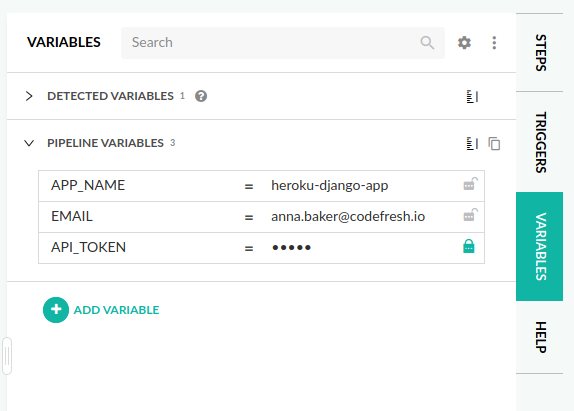 VARIABLES
Search
DETECTED VARIABLES 1 ?
PIPELINE VARIABLES 3
APP_NAME = heroku-django-app
EMAIL = anna.baker@codefresh.io
API_TOKEN = •••••
+ ADD VARIABLE
STEPS
TRIGGERS
VARIABLES
HELP